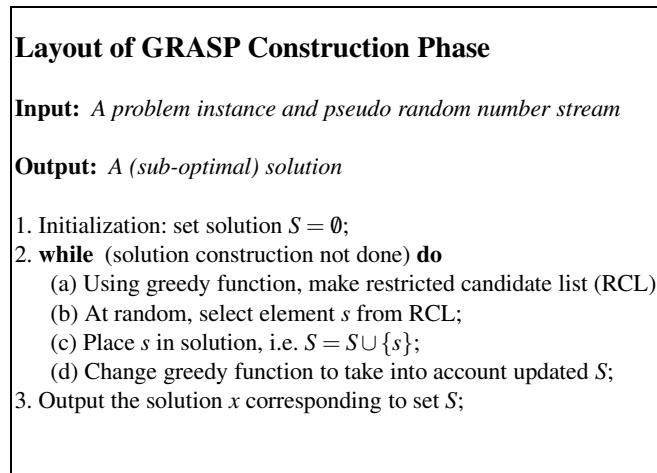 Layout of GRASP Construction Phase
Input: A problem instance and pseudo random number stream
Output: A (sub-optimal) solution
1. Initialization: set solution S = ∅;
2. while (solution construction not done) do
(a) Using greedy function, make restricted candidate list (RCL)
(b) At random, select element s from RCL;
(c) Place s in solution, i.e. S = S ∪ {s};
(d) Change greedy function to take into account updated S;
3. Output the solution x corresponding to set S;